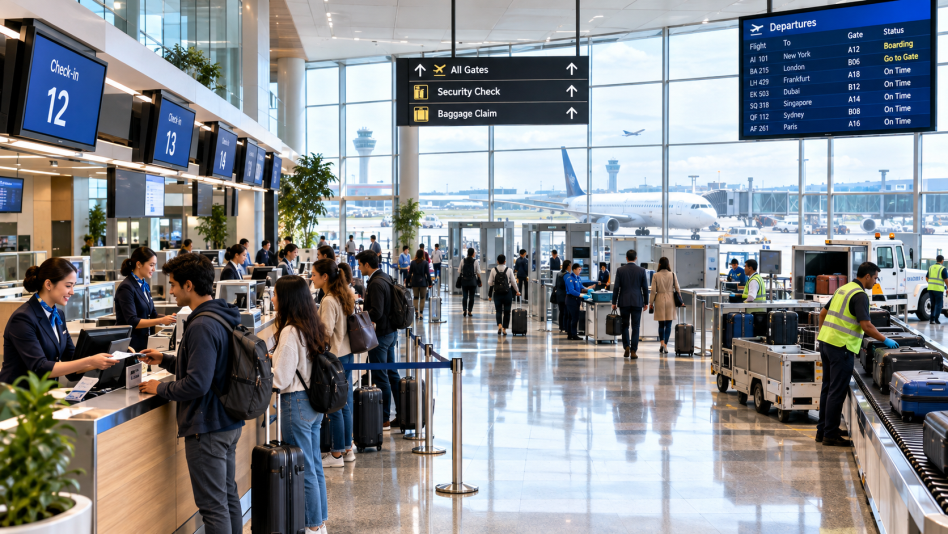 Check-in
12
Check-in
13
14
All Gates
Security Check
Baggage Claim
Departures
Flight To Gate Status
AI 101 New York A12 Boarding
BA 215 London B06 Go to Gate
LH 429 Frankfurt A18 On Time
EK 503 Dubai B12 On Time
SQ 318 Singapore A14 On Time
QF 112 Sydney B08 On Time
AF 261 Paris A16 On Time